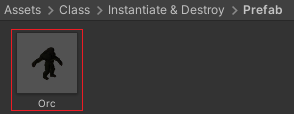 Assets > Class > Instantiate & Destroy > Prefab
Orc